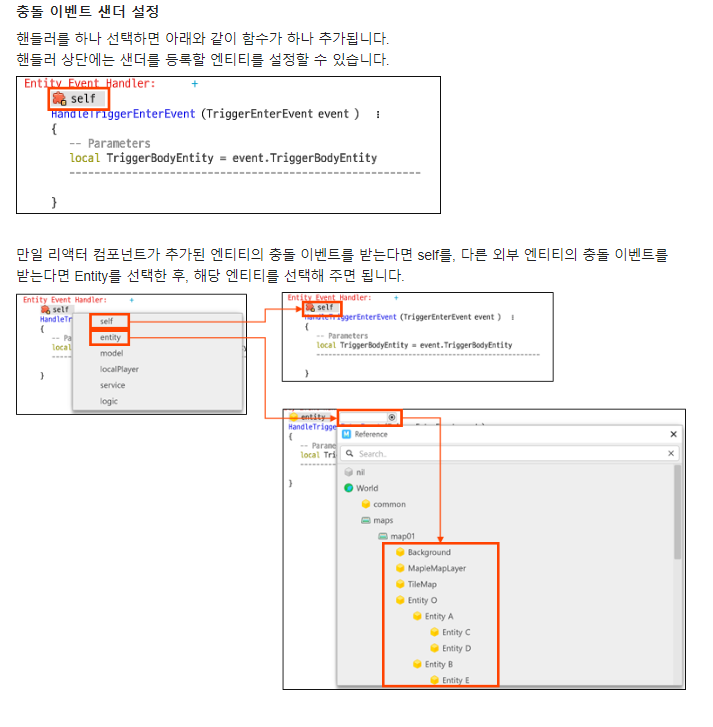 충돌 이벤트 샌더 설정
핸들러를 하나 선택하면 아래와 같이 함수가 하나 추가됩니다.
핸들러 상단에는 샌더를 등록할 엔티티를 설정할 수 있습니다.
Entity Event Handler: +
self
HandleTriggerEnterEvent (TriggerEnterEvent event )
{
-- Parameters
local TriggerBodyEntity = event.TriggerBodyEntity
--------------------------------------------------------
}
만일 리액터 컴포넌트가 추가된 엔티티의 충돌 이벤트를 받는다면 self를, 다른 외부 엔티티의 충돌 이벤트를
받는다면 Entity를 선택한 후, 해당 엔티티를 선택해 주면 됩니다.
Entity Event Handler: +
self
HandleTr
{
-- Pa
local
}
self
entity
model
localPlayer
service
logic
Entity Event Handler: +
self
HandleTriggerEnterEvent (TriggerEnterEvent event )
{
-- Parameters
local TriggerBodyEntity = event.TriggerBodyEntity
--------------------------------------------------------
}
entity
HandleTrigge
{
-- Parame
local Tri
}
Reference
Search..
nil
World
common
maps
map01
Background
MapleMapLayer
TileMap
Entity O
Entity A
Entity C
Entity D
Entity B
Entity E